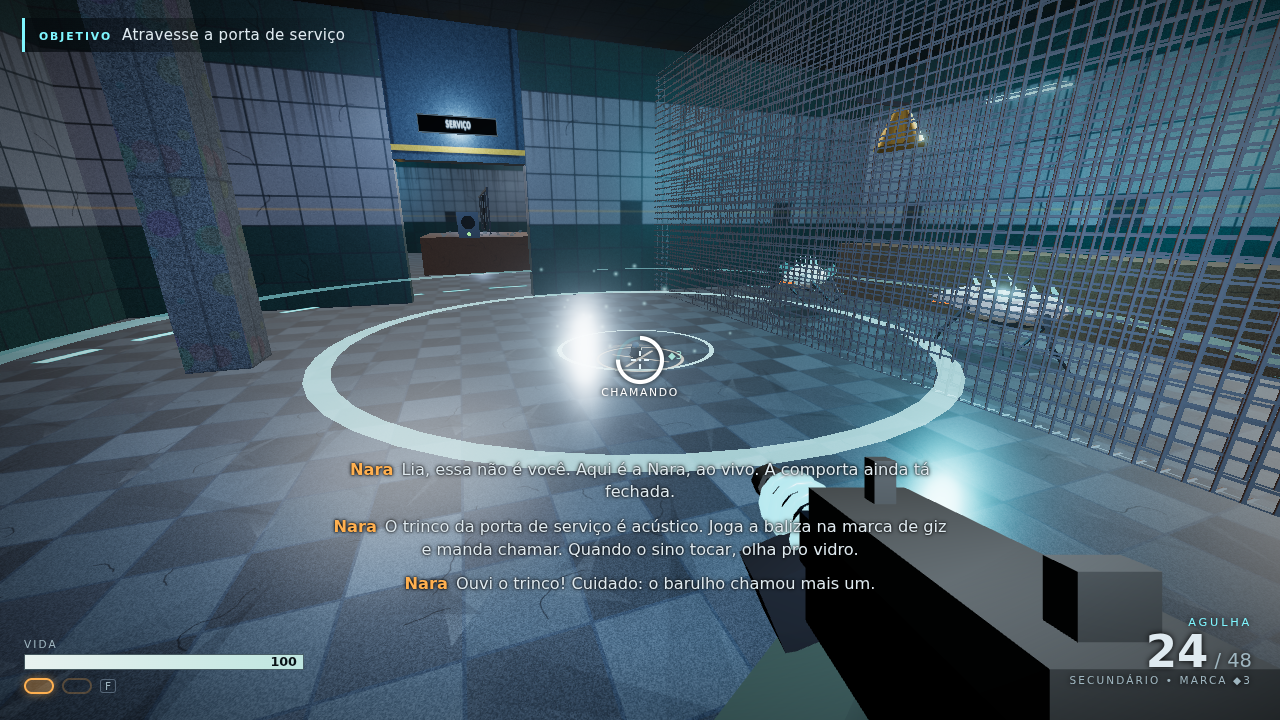 OBJETIVO Atravesse a porta de serviço
SERVIÇO
◆3
CHAMANDO
Nara Lia, essa não é você. Aqui é a Nara, ao vivo. A comporta ainda tá
fechada.
Nara O trinco da porta de serviço é acústico. Joga a baliza na marca de giz
e manda chamar. Quando o sino tocar, olha pro vidro.
Nara Ouvi o trinco! Cuidado: o barulho chamou mais um.
VIDA
100
F
AGULHA
24 / 48
SECUNDÁRIO • MARCA ◆3